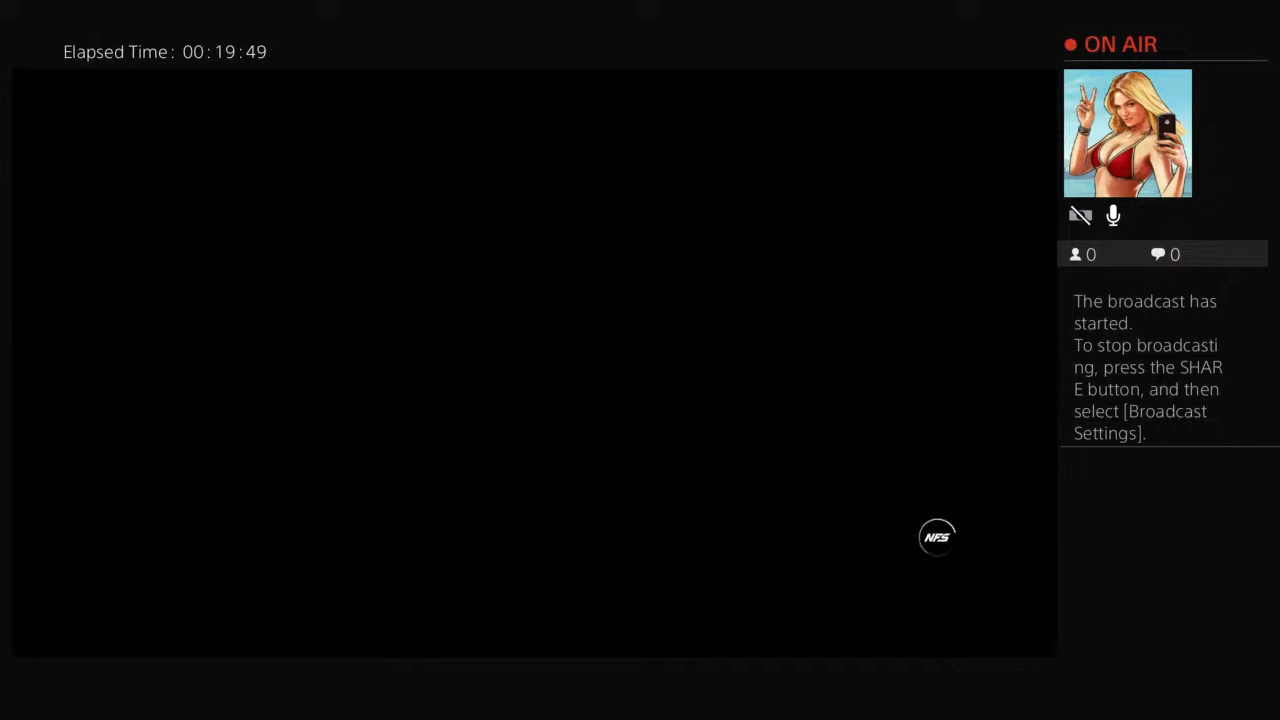 Elapsed Time: 00:19:49
ON AIR
0
0
The broadcast has
started.
To stop broadcasti
ng, press the SHAR
E button, and then
select [Broadcast
Settings].
NFS